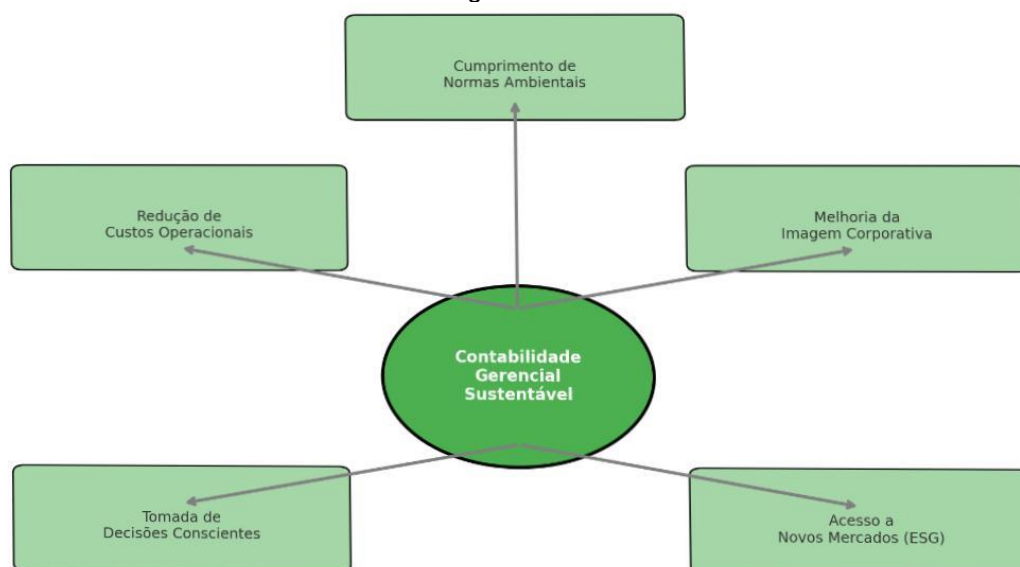 Cumprimento de
Normas Ambientais
Redução de
Custos Operacionais
Melhoria da
Imagem Corporativa
Contabilidade
Gerencial
Sustentável
Tomada de
Decisões Conscientes
Acesso a
Novos Mercados (ESG)